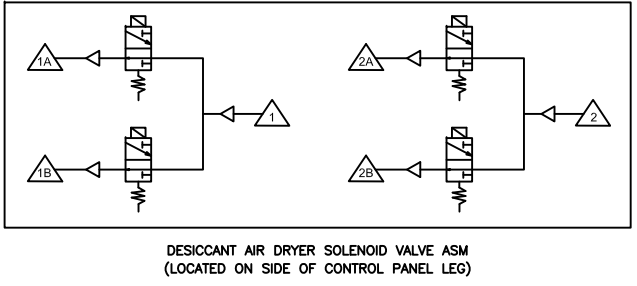 1A
2A
1
2
1B
2B
DESICCANT AIR DRYER SOLENOID VALVE ASM
(LOCATED ON SIDE OF CONTROL PANEL LEG)